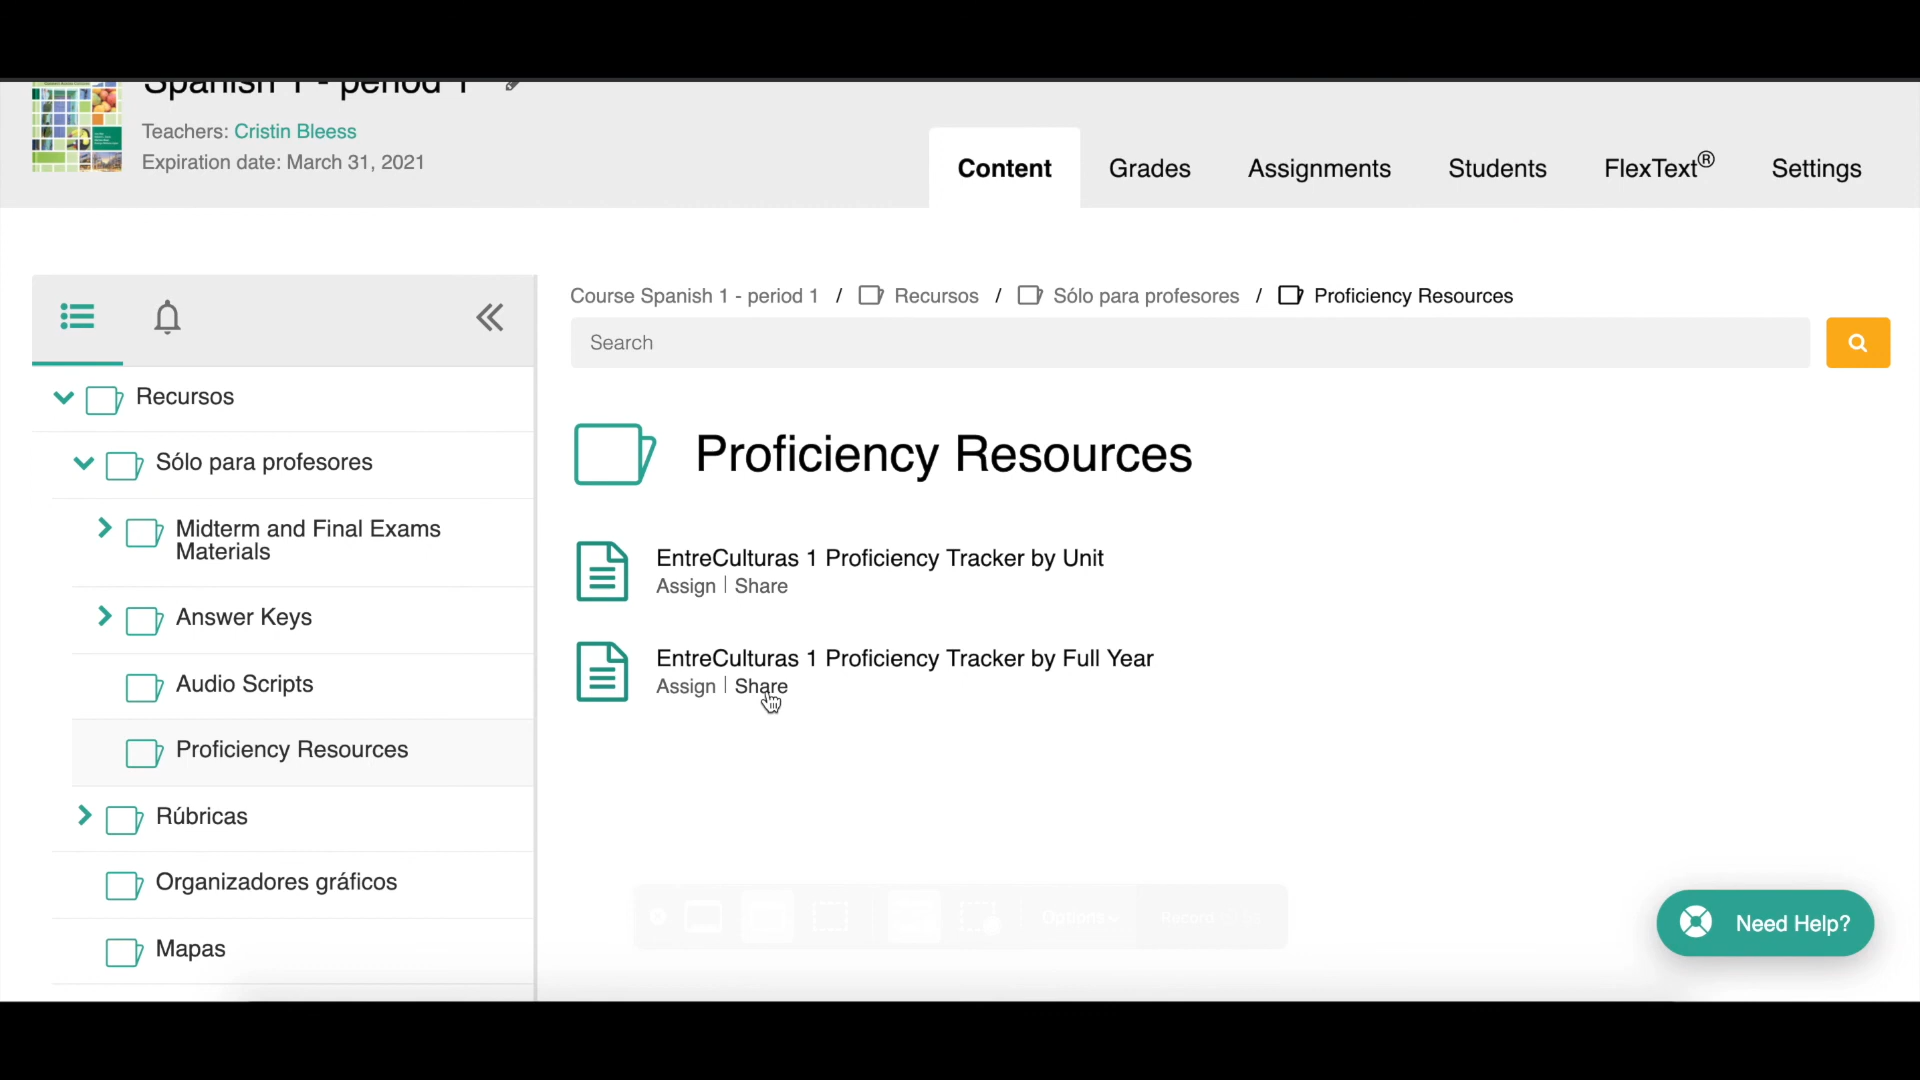 Spanish 1 - period 1
Teachers: Cristin Bleess
Expiration date: March 31, 2021
Content
Grades
Assignments
Students
FlexText®
Settings
Course Spanish 1 - period 1 / Recursos / Sólo para profesores / Proficiency Resources
Search
Recursos
Sólo para profesores
Midterm and Final Exams
Materials
Answer Keys
Audio Scripts
Proficiency Resources
Rúbricas
Organizadores gráficos
Mapas
Proficiency Resources
EntreCulturas 1 Proficiency Tracker by Unit
Assign | Share
EntreCulturas 1 Proficiency Tracker by Full Year
Assign | Share
Options
Record
Need Help?